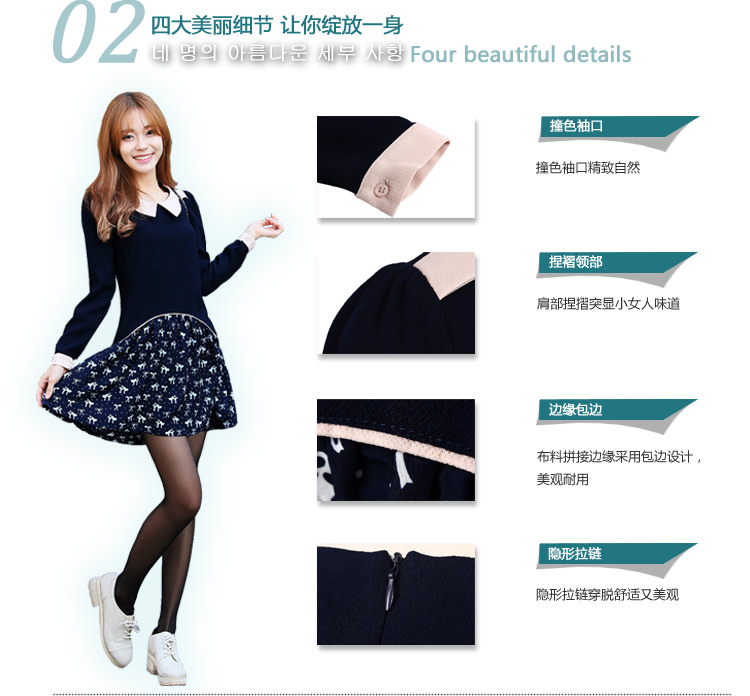 02
四大美丽细节 让你绽放一身
네 명의 아름다운 세부 사항 Four beautiful details
撞色袖口
撞色袖口精致自然
捏褶领部
肩部捏摺突显小女人味道
边缘包边
布料拼接边缘采用包边设计，
美观耐用
隐形拉链
隐形拉链穿脱舒适又美观